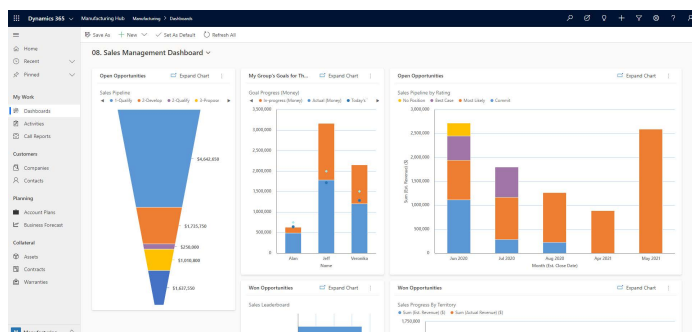 Dynamics 365
Manufacturing Hub
Manufacturing > Dashboards
Save As
New
Set As Default
Refresh All
Home
Recent
Pinned
My Work
Dashboards
Activities
Call Reports
Customers
Companies
Contacts
Planning
Account Plans
Business Forecast
Collateral
Assets
Contracts
Warranties
08. Sales Management Dashboard
Open Opportunities
Expand Chart
Sales Pipeline
1-Qualify 2-Develop 2-Qualify 3-Propose
$4,642,859
$1,735,750
$250,000
$1,010,000
$1,637,550
My Group's Goals for Th...
Expand Chart
Goal Progress (Money)
In-progress (Money) Actual (Money) Today's
3,500,000
3,000,000
2,500,000
2,000,000
1,500,000
1,000,000
500,000
0
Alan Jeff Veronika
Name
Open Opportunities
Expand Chart
Sales Pipeline by Rating
No Position Best Case Most Likely Commit
Sum (Est. Revenue) ($)
3,000,000
2,500,000
2,000,000
1,500,000
1,000,000
500,000
0
Jun 2020 Jul 2020 Aug 2020 Apr 2021 May 2021
Month (Est. Close Date)
Won Opportunities
Expand Chart
Sales Leaderboard
Won Opportunities
Expand Chart
Sales Progress By Territory
Sum (Est. Revenue) ($) Sum (Actual Revenue) ($)
1,750,000